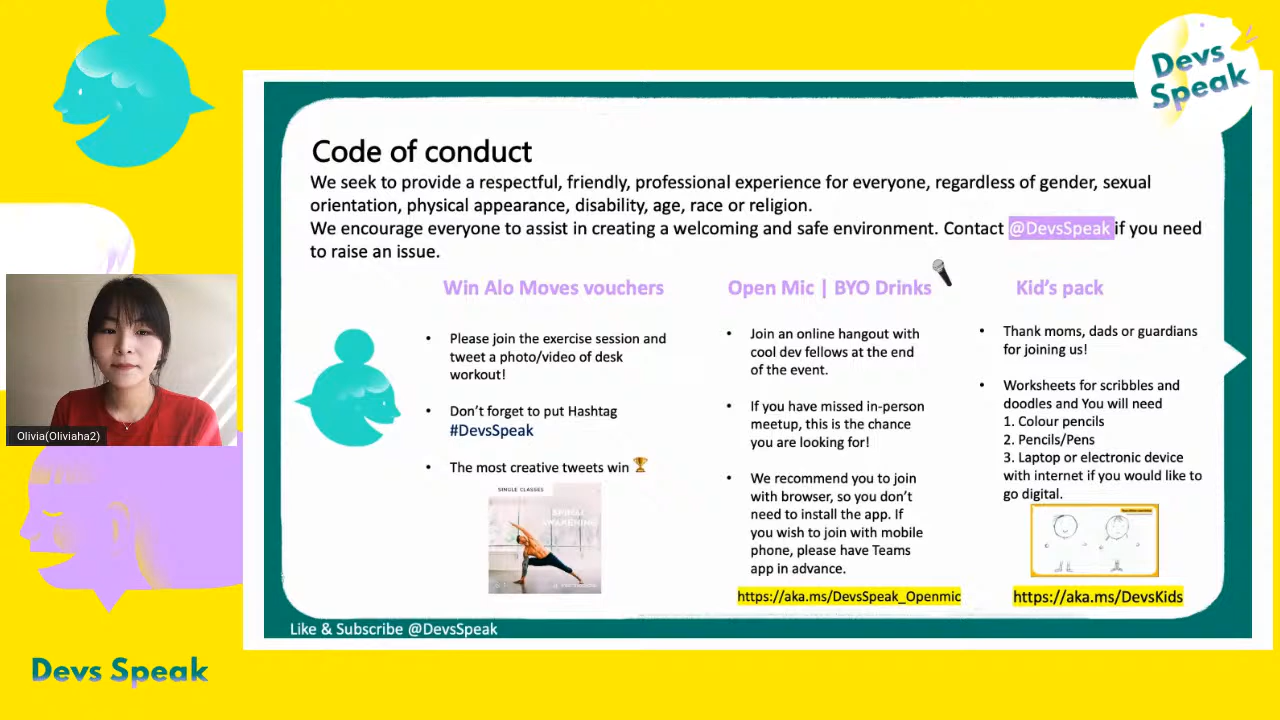 Devs
Speak
Code of conduct
We seek to provide a respectful, friendly, professional experience for everyone, regardless of gender, sexual
orientation, physical appearance, disability, age, race or religion.
We encourage everyone to assist in creating a welcoming and safe environment. Contact @DevsSpeak if you need
to raise an issue.
Win Alo Moves vouchers
• Please join the exercise session and
tweet a photo/video of desk
workout!
• Don't forget to put Hashtag
#DevsSpeak
• The most creative tweets win
SINGLE CLASSES
SPINAL
AWAKENING
Open Mic | BYO Drinks
• Join an online hangout with
cool dev fellows at the end
of the event.
• If you have missed in-person
meetup, this is the chance
you are looking for!
• We recommend you to join
with browser, so you don't
need to install the app. If
you wish to join with mobile
phone, please have Teams
app in advance.
https://aka.ms/DevsSpeak_Openmic
Kid's pack
• Thank moms, dads or guardians
for joining us!
• Worksheets for scribbles and
doodles and You will need
1. Colour pencils
2. Pencils/Pens
3. Laptop or electronic device
with internet if you would like to
go digital.
https://aka.ms/DevsKids
Olivia(Oliviaha2)
Like & Subscribe @DevsSpeak
Devs Speak